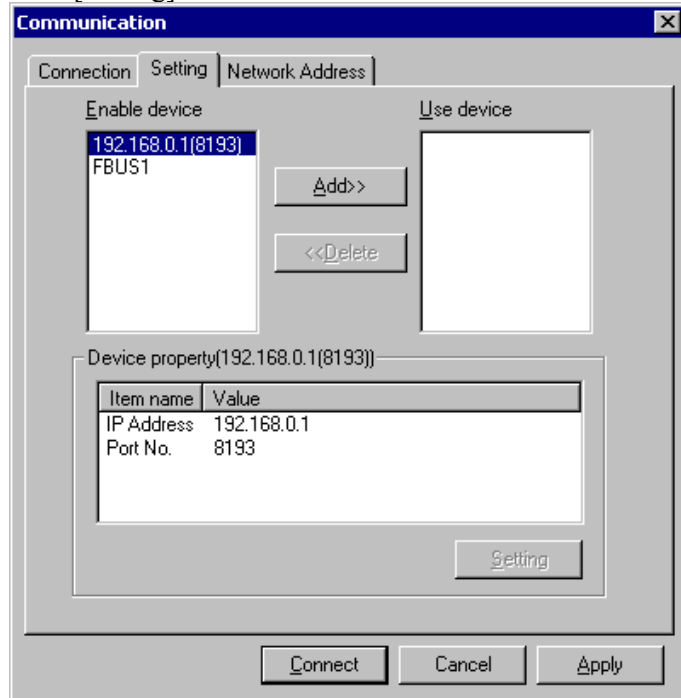 Communication
Connection Setting Network Address
Enable device Use device
192.168.0.1(8193)
FBUS1
Add>>
<<Delete
Device property(192.168.0.1(8193))
Item name Value
IP Address 192.168.0.1
Port No. 8193
Setting
Connect Cancel Apply